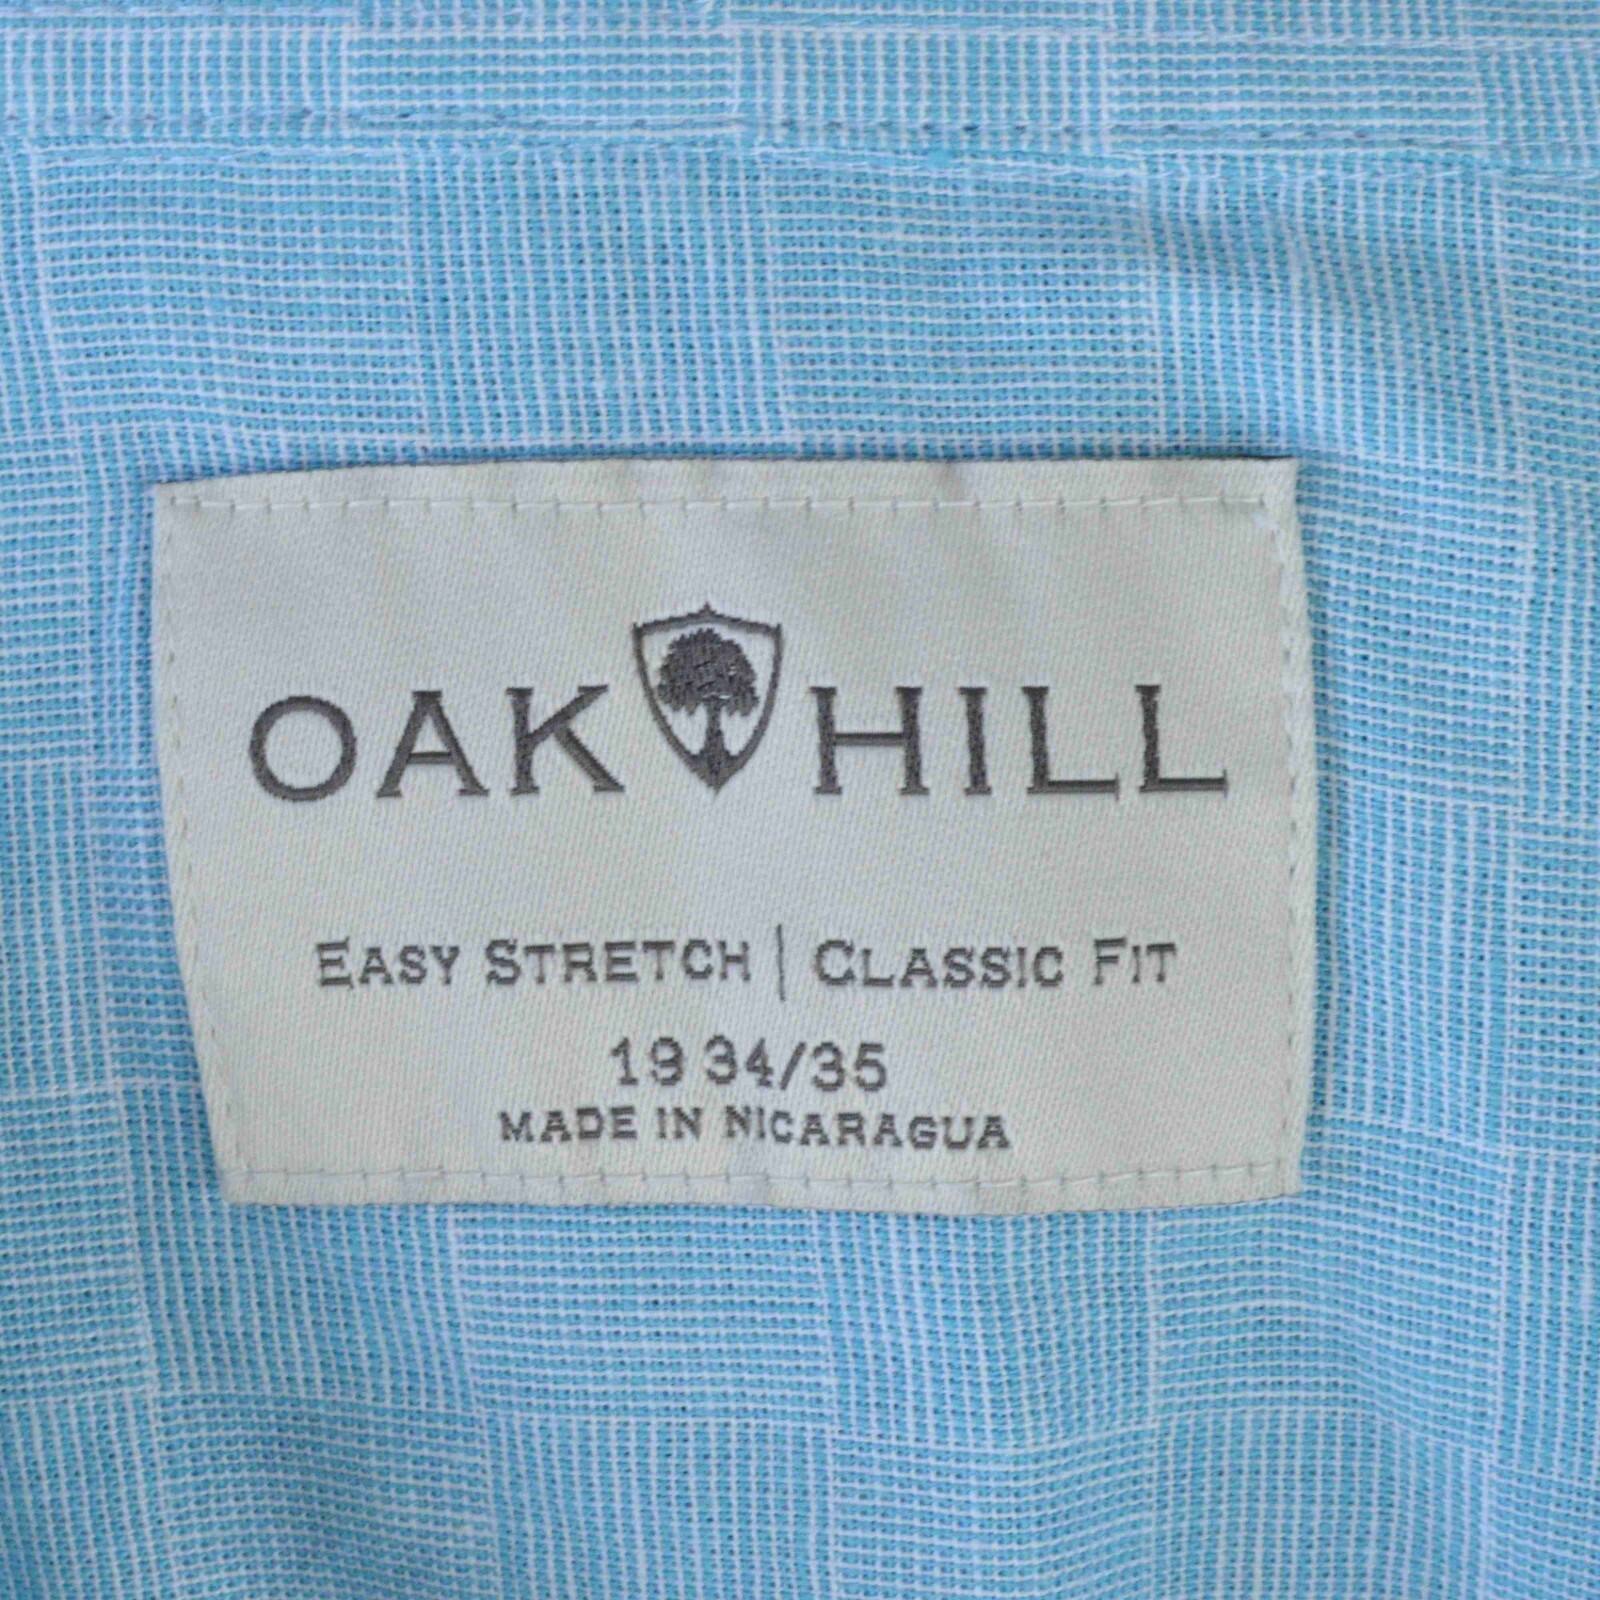 OAK HILL
EASY STRETCH | CLASSIC FIT
19 34/35
MADE IN NICARAGUA